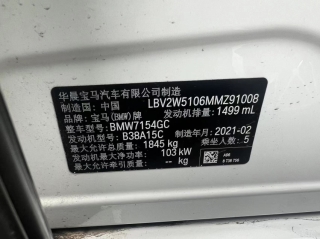 华晨宝马汽车有限公司制造
制造国：中国 LBV2W5106MMZ91008
品牌：宝马(BMW)牌 发动机排量：1499 mL
整车型号：BMW7154GC
发动机型号：B38A15C 制造年月：2021-02
最大允许总质量：1845 kg 乘坐人数：5
发动机最大净功率：103 kW
最大允许牵引质量：-- kg